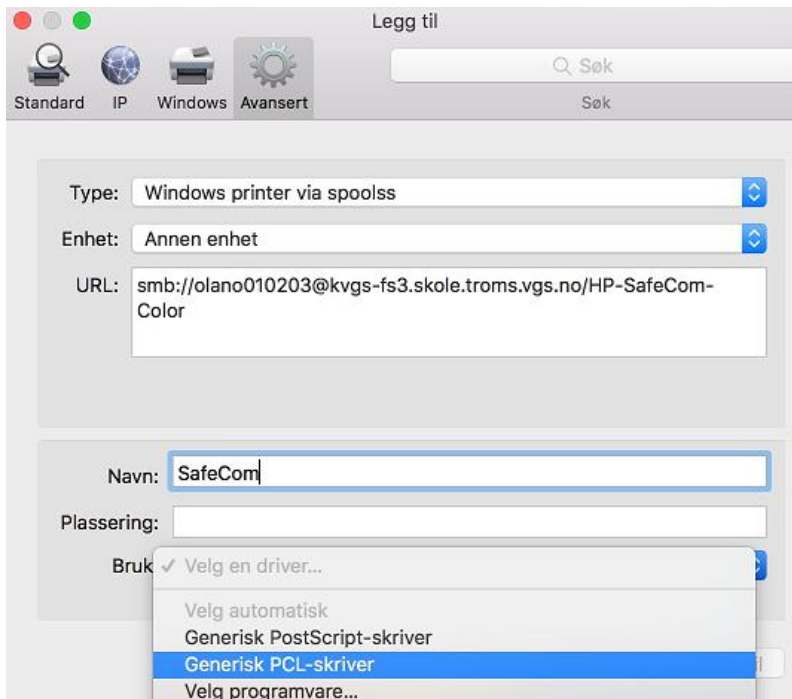 Legg til
Søk
Standard IP Windows Avansert Søk
Type: Windows printer via spoolss
Enhet: Annen enhet
URL: smb://olano010203@kvgs-fs3.skole.troms.vgs.no/HP-SafeCom-
Color
Navn: SafeCom
Plassering:
Bruk ✓ Velg en driver...
Velg automatisk
Generisk PostScript-skriver
Generisk PCL-skriver
Velg programvare...